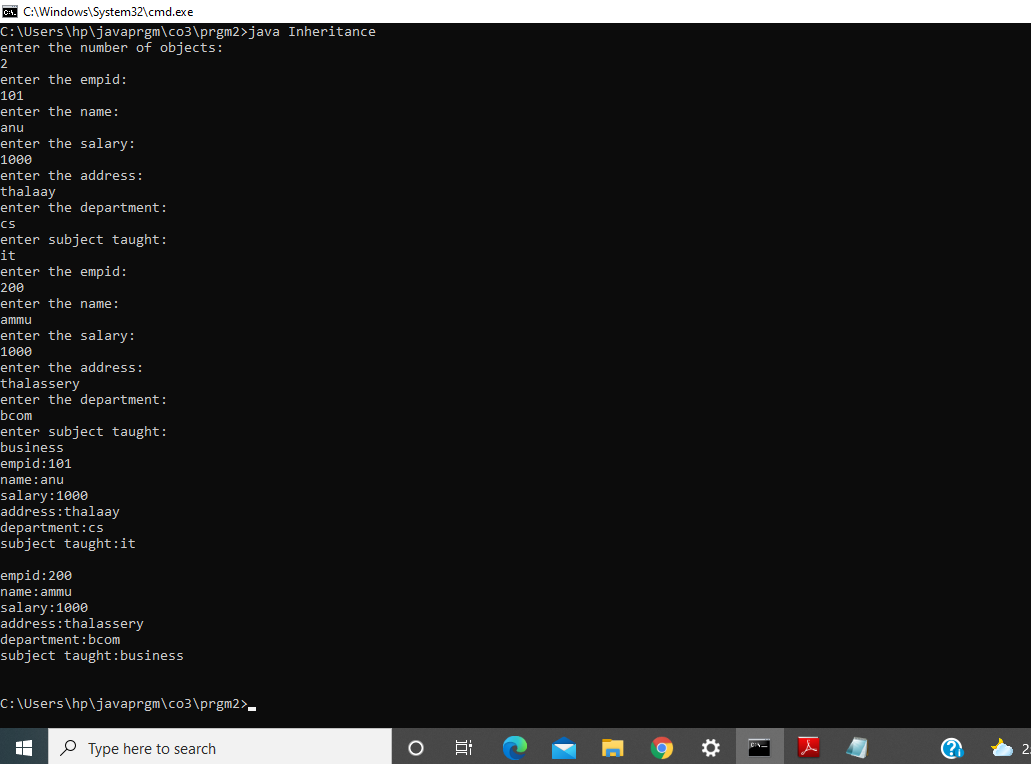 C:\Windows\System32\cmd.exe
C:\Users\hp\javaprgm\co3\prgm2>java Inheritance
enter the number of objects:
2
enter the empid:
101
enter the name:
anu
enter the salary:
1000
enter the address:
thalaay
enter the department:
cs
enter subject taught:
it
enter the empid:
200
enter the name:
ammu
enter the salary:
1000
enter the address:
thalassery
enter the department:
bcom
enter subject taught:
business
empid:101
name:anu
salary:1000
address:thalaay
department:cs
subject taught:it
empid:200
name:ammu
salary:1000
address:thalassery
department:bcom
subject taught:business
C:\Users\hp\javaprgm\co3\prgm2>
Type here to search